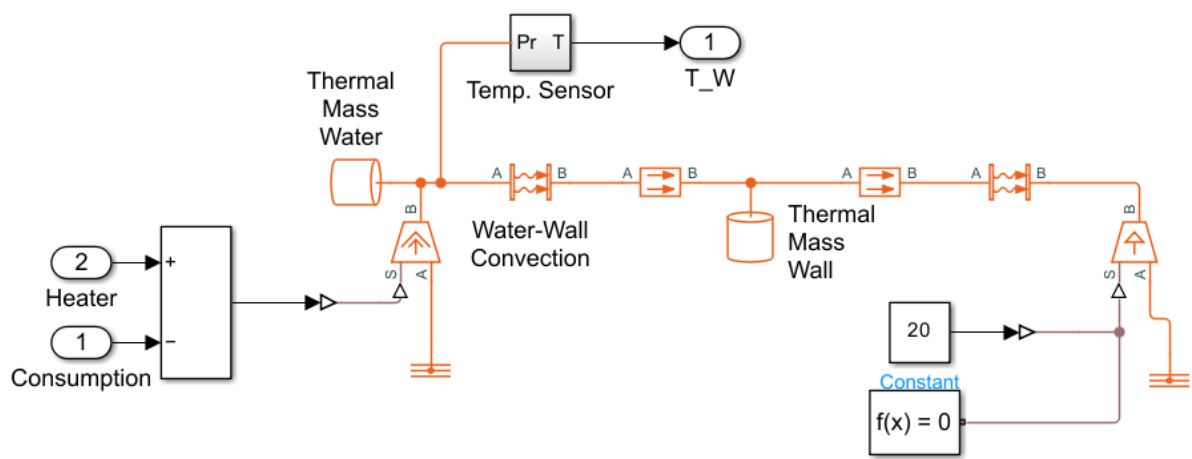 Pr T
Temp. Sensor
1
T_W
Thermal
Mass
Water
A B
A B
A B
A B
Water-Wall
Convection
Thermal
Mass
Wall
B
S A
B
S A
2
Heater
+
1
Consumption
−
20
Constant
f(x) = 0